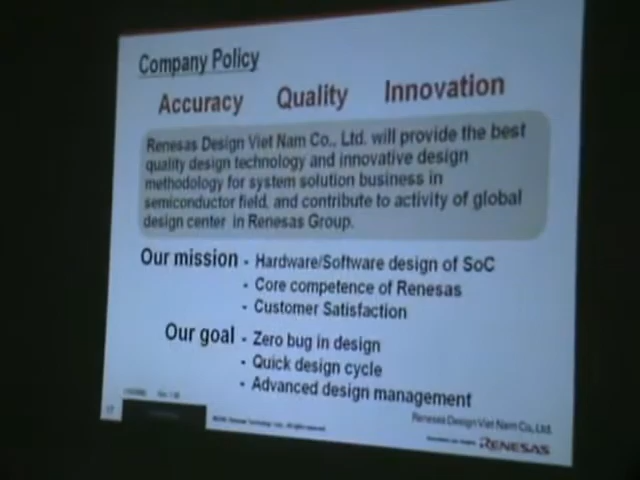 Company Policy
Accuracy Quality Innovation
Renesas Design Viet Nam Co., Ltd. will provide the best
quality design technology and innovative design
methodology for system solution business in
semiconductor field, and contribute to activity of global
design center in Renesas Group.
Our mission - Hardware/Software design of SoC
- Core competence of Renesas
- Customer Satisfaction
Our goal - Zero bug in design
- Quick design cycle
- Advanced design management
17
Renesas Design Viet Nam Co., Ltd.
RENESAS